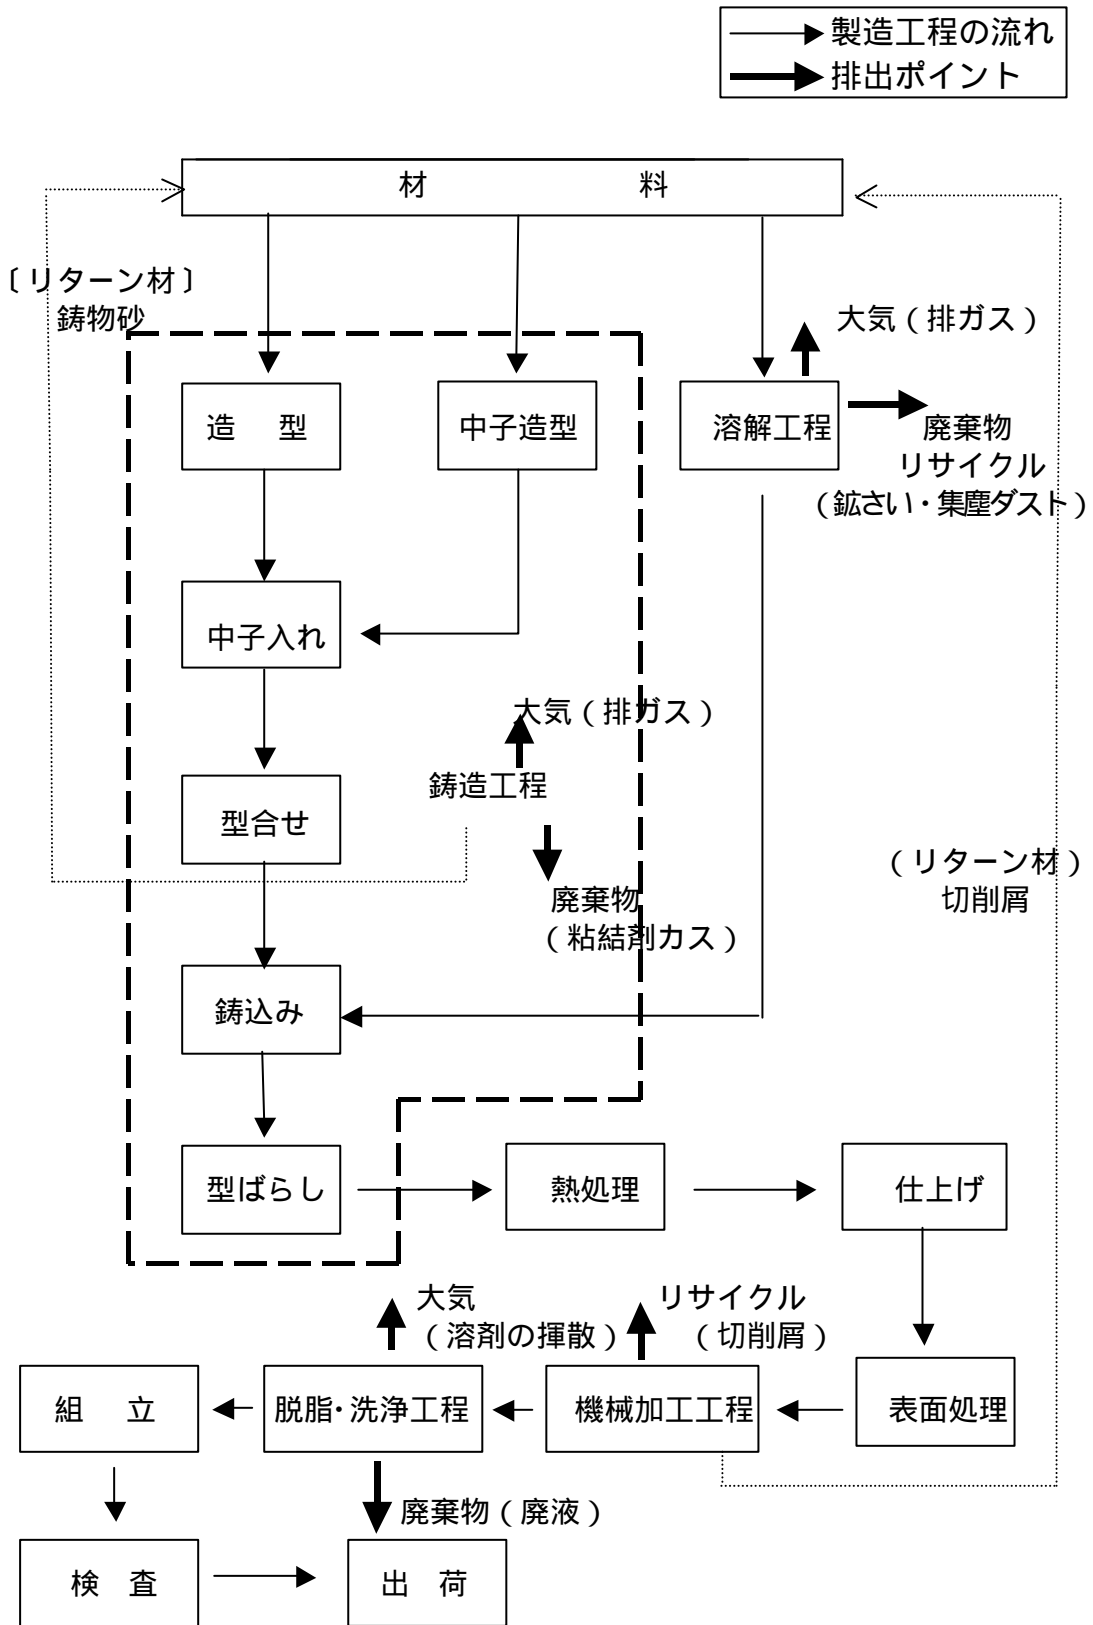 製造工程の流れ
排出ポイント
材　　　料
〔リターン材〕
鋳物砂
大気（排ガス）
造　型
中子造型
溶解工程
廃棄物
リサイクル
（鉱さい・集塵ダスト）
中子入れ
大気（排ガス）
鋳造工程
型合せ
廃棄物
（粘結剤カス）
（リターン材）
切削屑
鋳込み
型ばらし
熱処理
仕上げ
大気
（溶剤の揮散）
リサイクル
（切削屑）
組　立
脱脂・洗浄工程
機械加工工程
表面処理
廃棄物（廃液）
検　査
出　荷